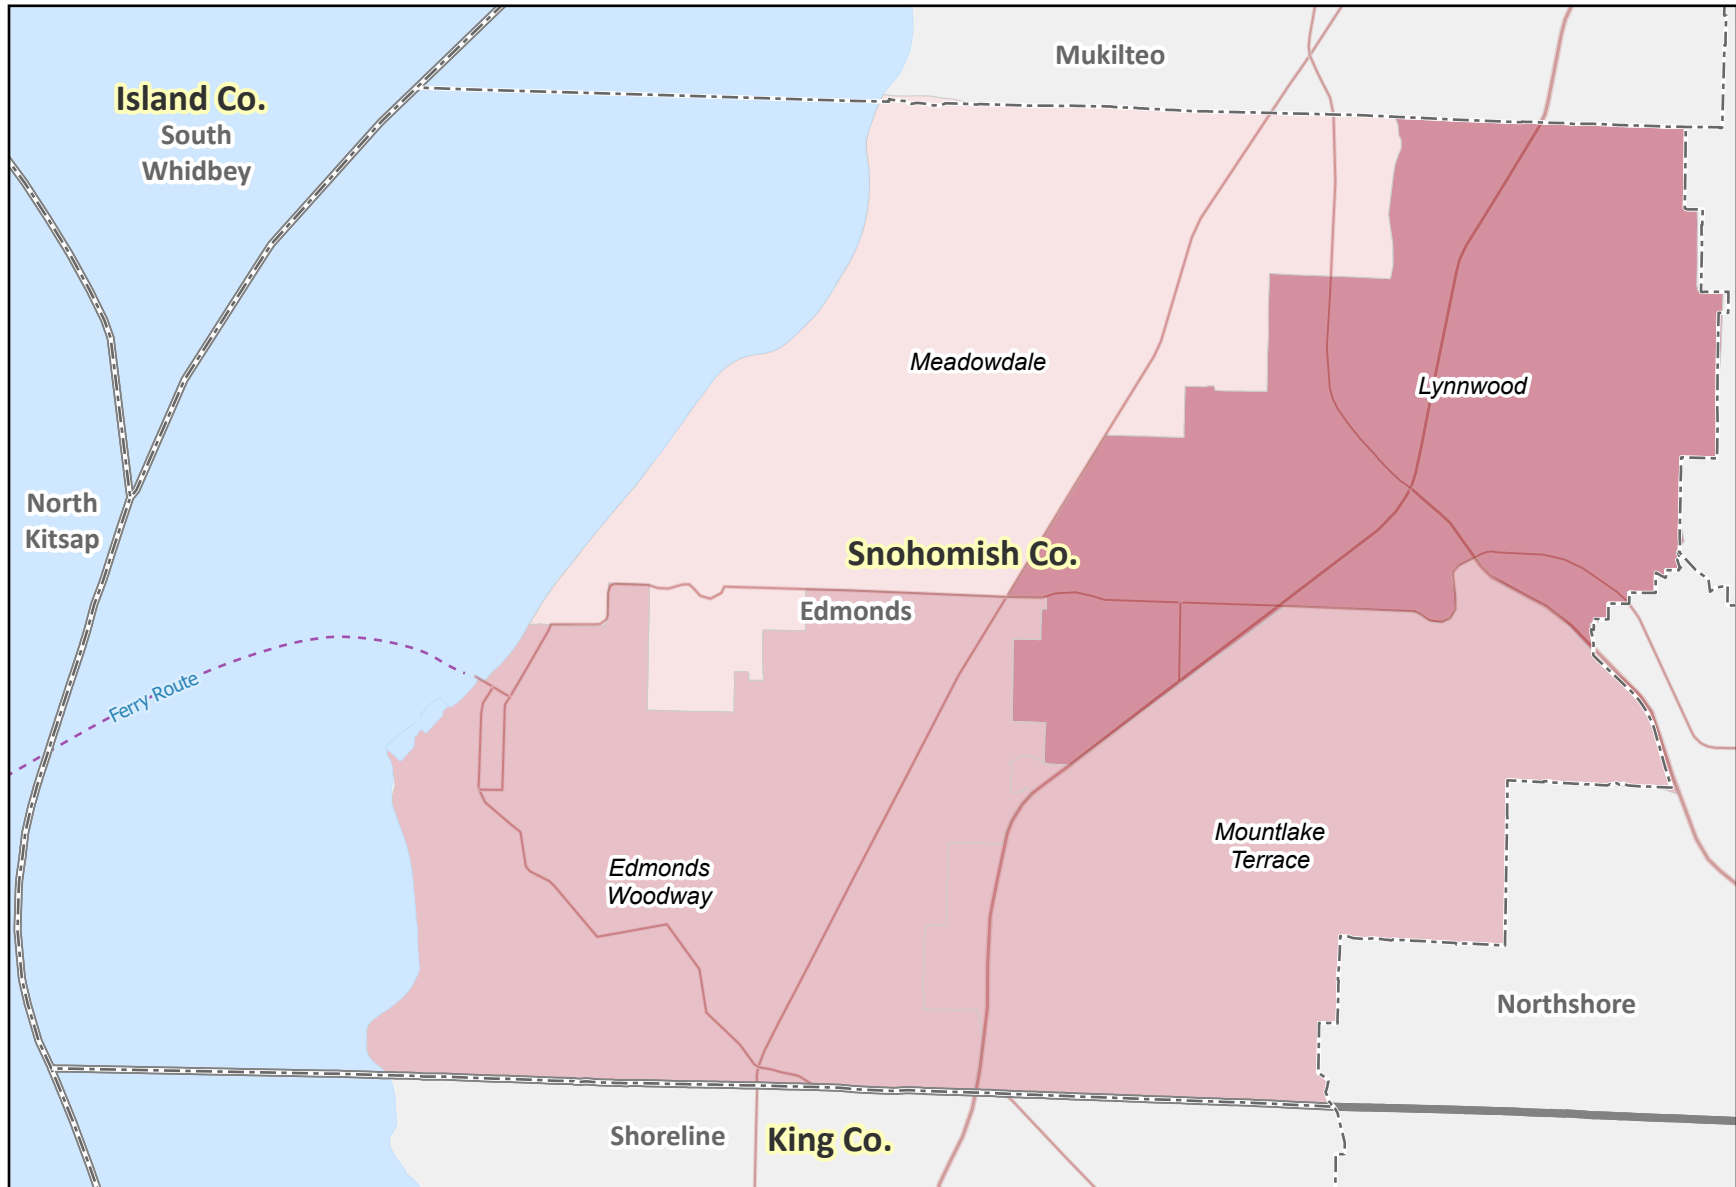 Mukilteo
Island Co.
South
Whidbey
Meadowdale
Lynnwood
North
Kitsap
Snohomish Co.
Edmonds
Ferry Route
Mountlake
Terrace
Edmonds
Woodway
Northshore
Shoreline
King Co.